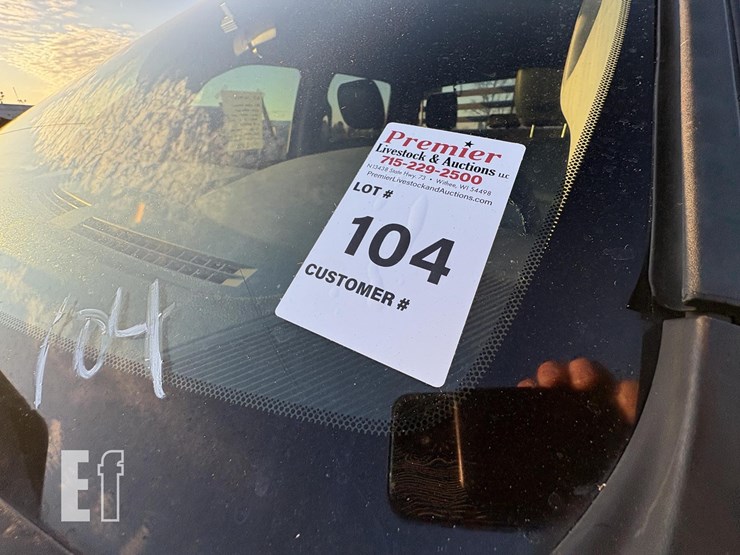 Premier
Livestock & Auctions LLC
715-229-2500
N13438 State Hwy. 73 • Withee, WI 54498
PremierLivestockandAuctions.com
LOT #
104
CUSTOMER #
104
Ef